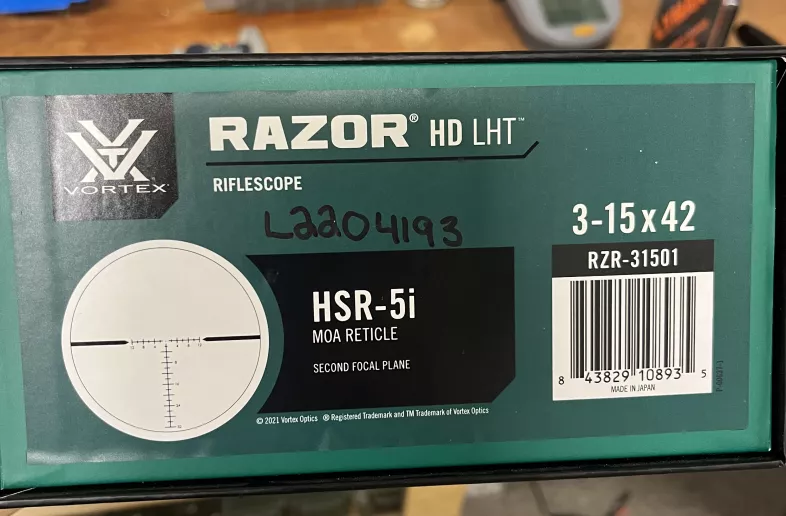 VORTEX
RAZOR® HD LHT™
RIFLESCOPE
L2204193
3-15x42
RZR-31501
HSR-5i
MOA RETICLE
SECOND FOCAL PLANE
8 43829 10893 5
MADE IN JAPAN
© 2021 Vortex Optics ® Registered Trademark and TM Trademark of Vortex Optics